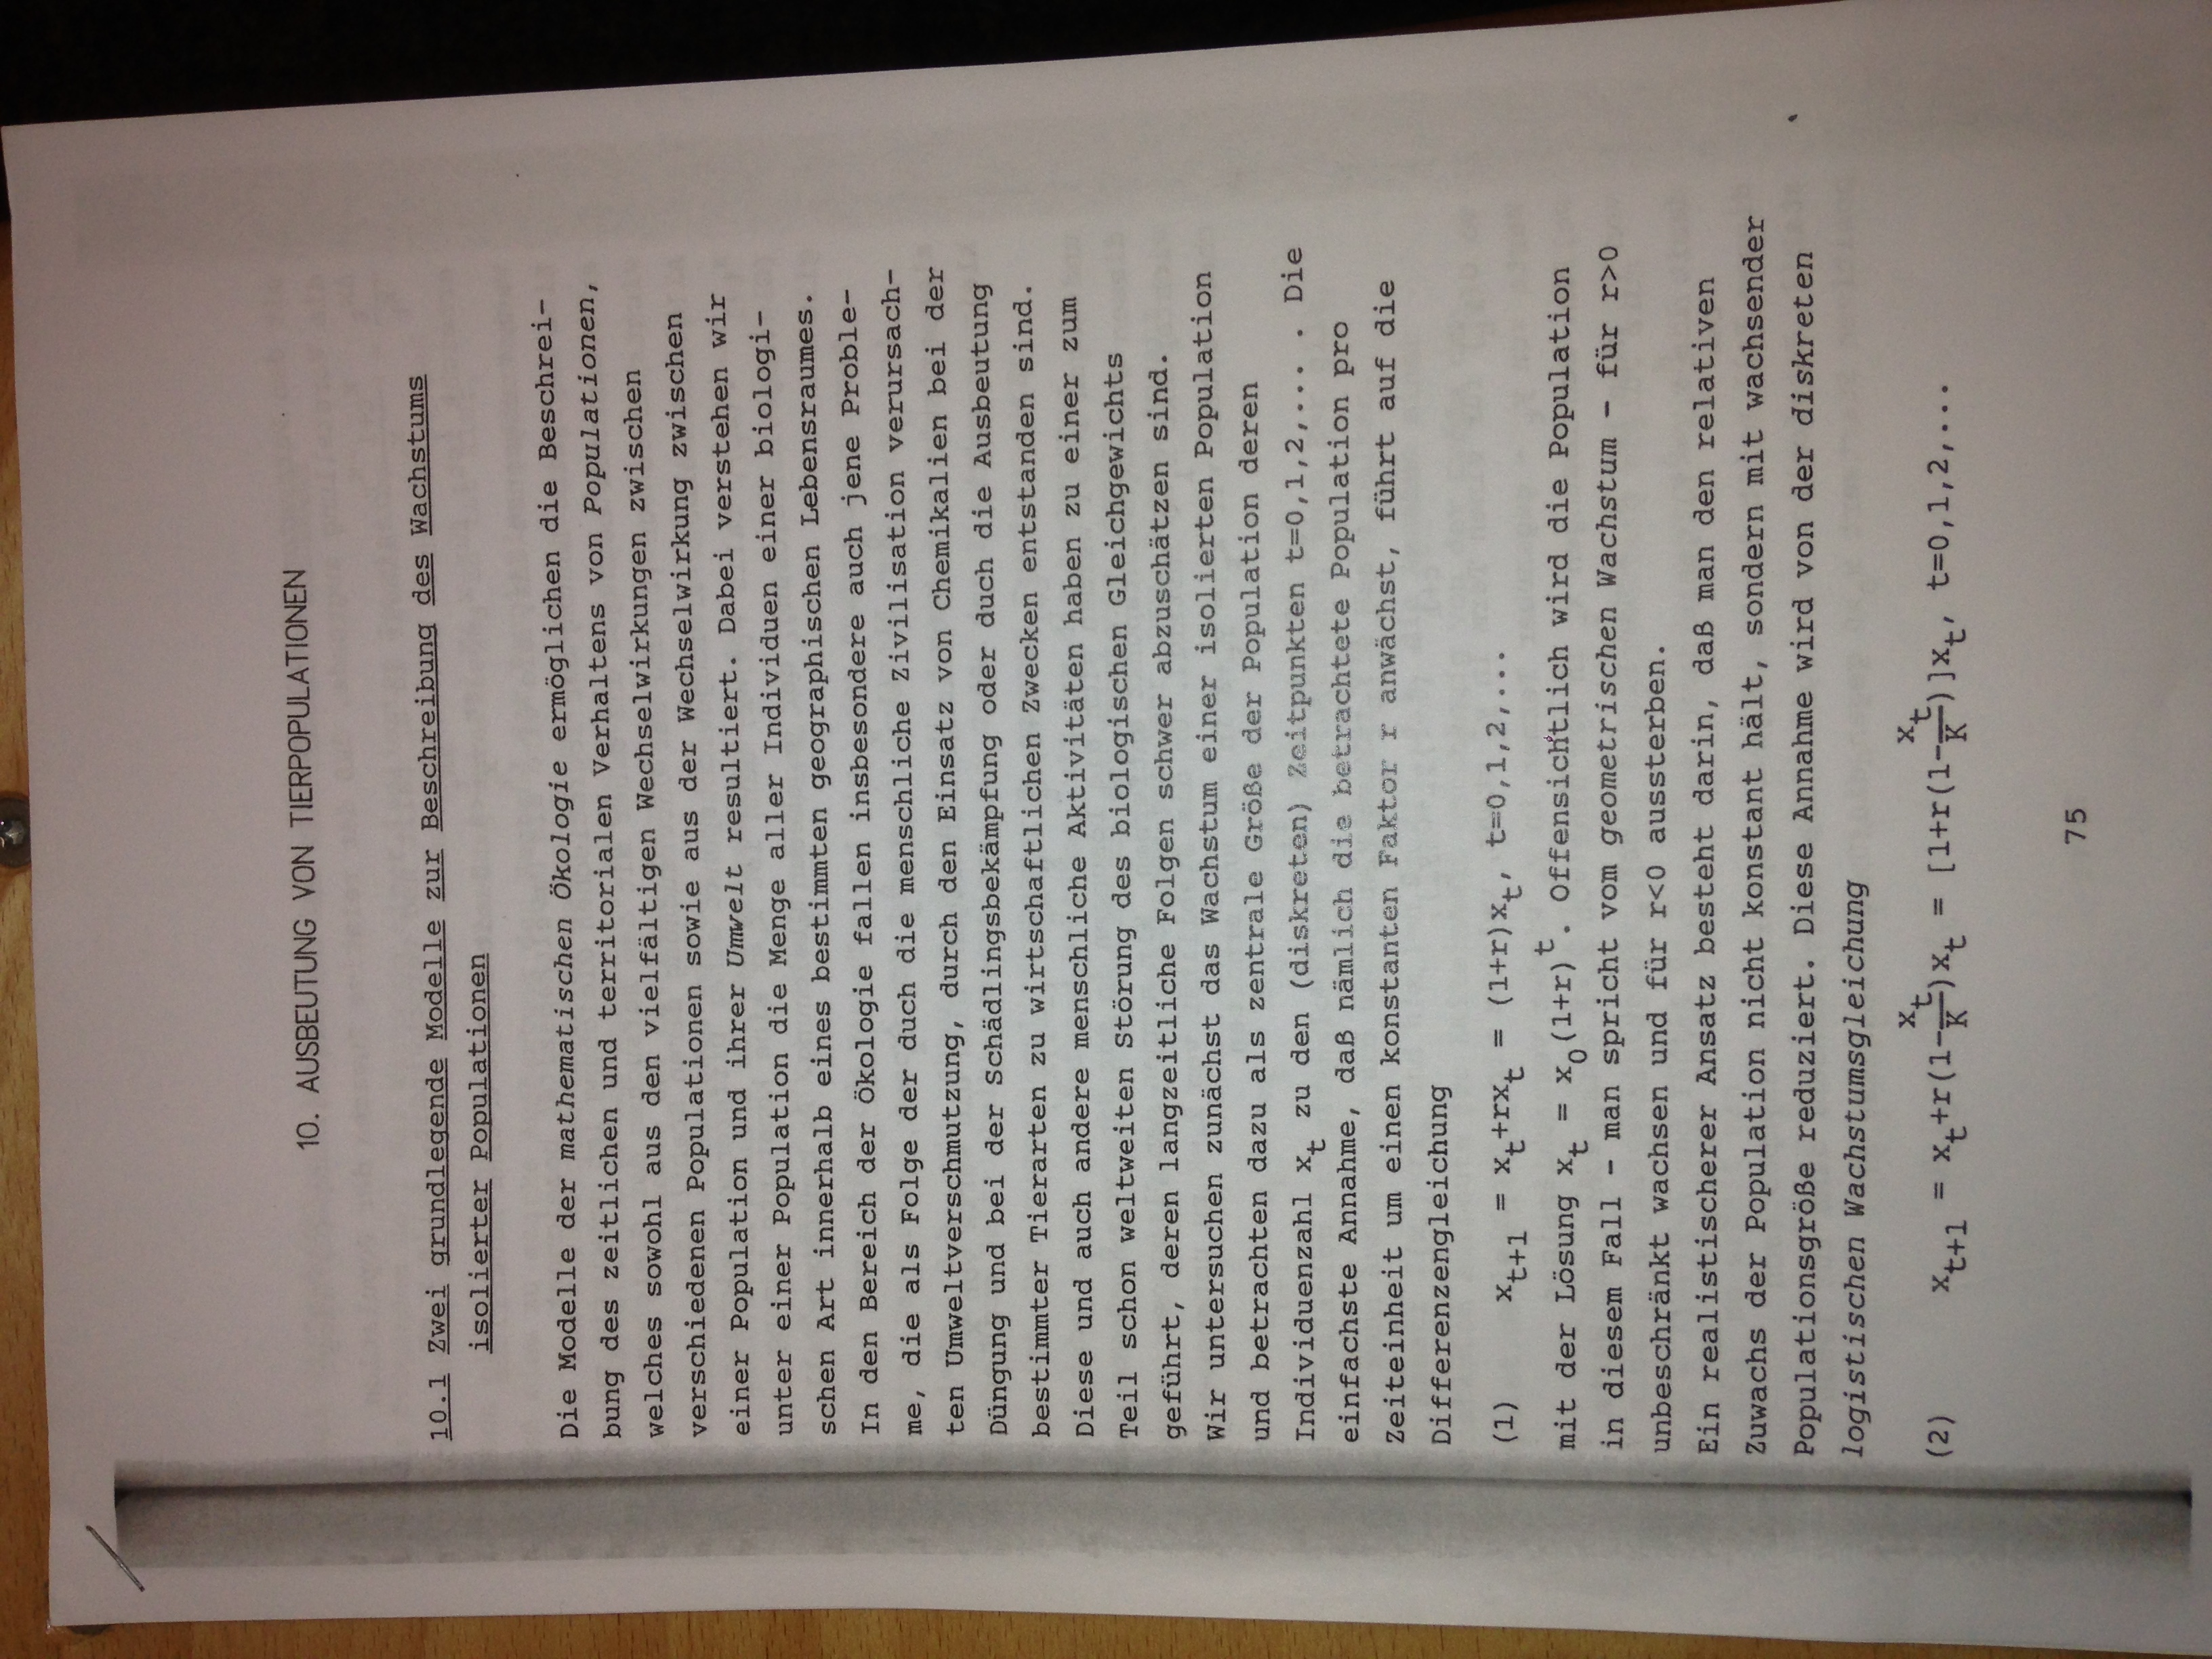 10. AUSBEUTUNG VON TIERPOPULATIONEN
10.1 Zwei grundlegende Modelle zur Beschreibung des Wachstums
isolierter Populationen
Die Modelle der mathematischen Ökologie ermöglichen die Beschrei-
bung des zeitlichen und territorialen Verhaltens von Populationen,
welches sowohl aus den vielfältigen Wechselwirkungen zwischen
verschiedenen Populationen sowie aus der Wechselwirkung zwischen
einer Population und ihrer Umwelt resultiert. Dabei verstehen wir
unter einer Population die Menge aller Individuen einer biologi-
schen Art innerhalb eines bestimmten geographischen Lebensraumes.
In den Bereich der Ökologie fallen insbesondere auch jene Proble-
me, die als Folge der duch die menschliche Zivilisation verursach-
ten Umweltverschmutzung, durch den Einsatz von Chemikalien bei der
Düngung und bei der Schädlingsbekämpfung oder duch die Ausbeutung
bestimmter Tierarten zu wirtschaftlichen Zwecken entstanden sind.
Diese und auch andere menschliche Aktivitäten haben zu einer zum
Teil schon weltweiten Störung des biologischen Gleichgewichts
geführt, deren langzeitliche Folgen schwer abzuschätzen sind.
Wir untersuchen zunächst das Wachstum einer isolierten Population
und betrachten dazu als zentrale Größe der Population deren
Individuenzahl x_t zu den (diskreten) Zeitpunkten t=0,1,2,... . Die
einfachste Annahme, daß nämlich die betrachtete Population pro
Zeiteinheit um einen konstanten Faktor r anwächst, führt auf die
Differenzengleichung
(1) x_{t+1} = x_t+rx_t = (1+r)x_t, t=0,1,2,...
mit der Lösung x_t = x_0(1+r)^t. Offensichtlich wird die Population
in diesem Fall - man spricht vom geometrischen Wachstum - für r>0
unbeschränkt wachsen und für r<0 aussterben.
Ein realistischerer Ansatz besteht darin, daß man den relativen
Zuwachs der Population nicht konstant hält, sondern mit wachsender
Populationsgröße reduziert. Diese Annahme wird von der diskreten
logistischen Wachstumsgleichung
(2) x_{t+1} = x_t+r(1-x_t/K)x_t = [1+r(1-x_t/K)]x_t, t=0,1,2,...
75